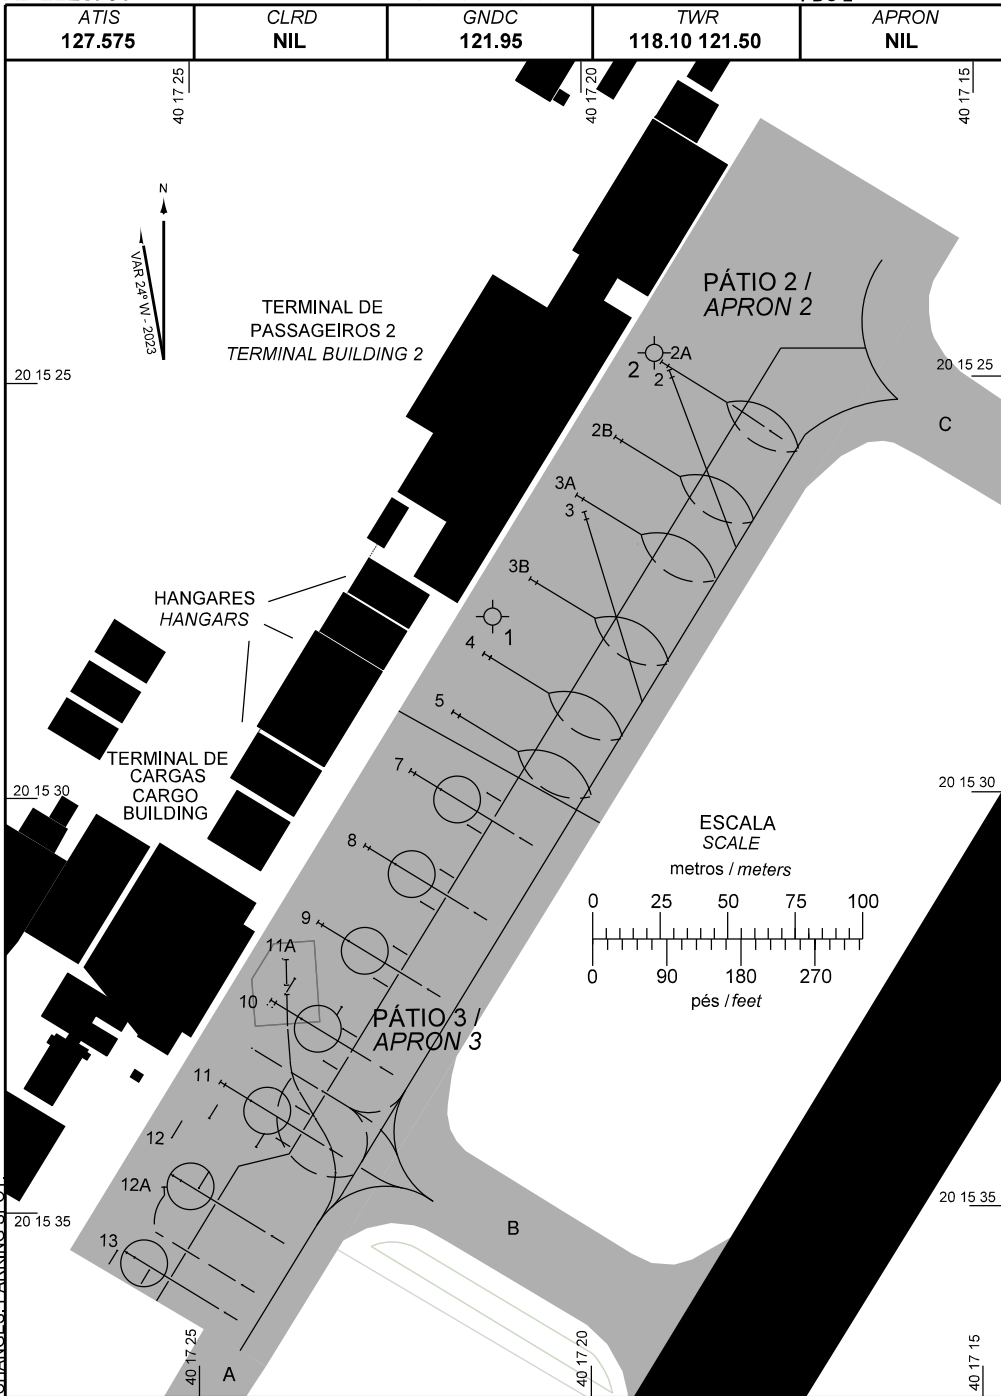 ATIS
127.575
CLRD
NIL
GNDC
121.95
TWR
118.10 121.50
APRON
NIL
40 17 25
40 17 20
40 17 15
N
VAR 24° W - 2023
TERMINAL DE
PASSAGEIROS 2
TERMINAL BUILDING 2
PÁTIO 2 /
APRON 2
20 15 25
20 15 25
2A
2
2
2B
C
3A
3
3B
HANGARES
HANGARS
1
4
5
7
TERMINAL DE
CARGAS
CARGO
BUILDING
20 15 30
20 15 30
ESCALA
SCALE
metros / meters
0 25 50 75 100
0 90 180 270
pés / feet
8
9
11A
10
PÁTIO 3 /
APRON 3
11
12
12A
13
20 15 35
20 15 35
B
A
40 17 25
40 17 20
40 17 15